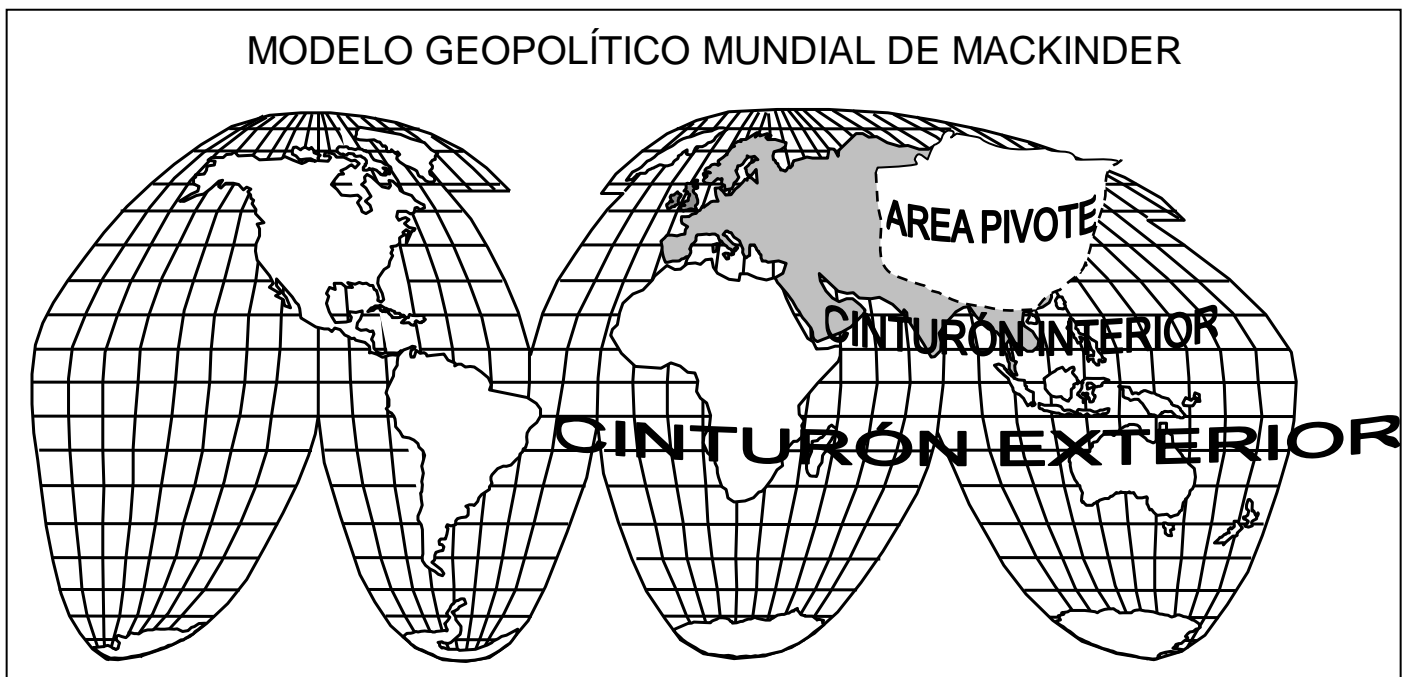 MODELO GEOPOLÍTICO MUNDIAL DE MACKINDER
AREA PIVOTE
CINTURÓN INTERIOR
CINTURÓN EXTERIOR